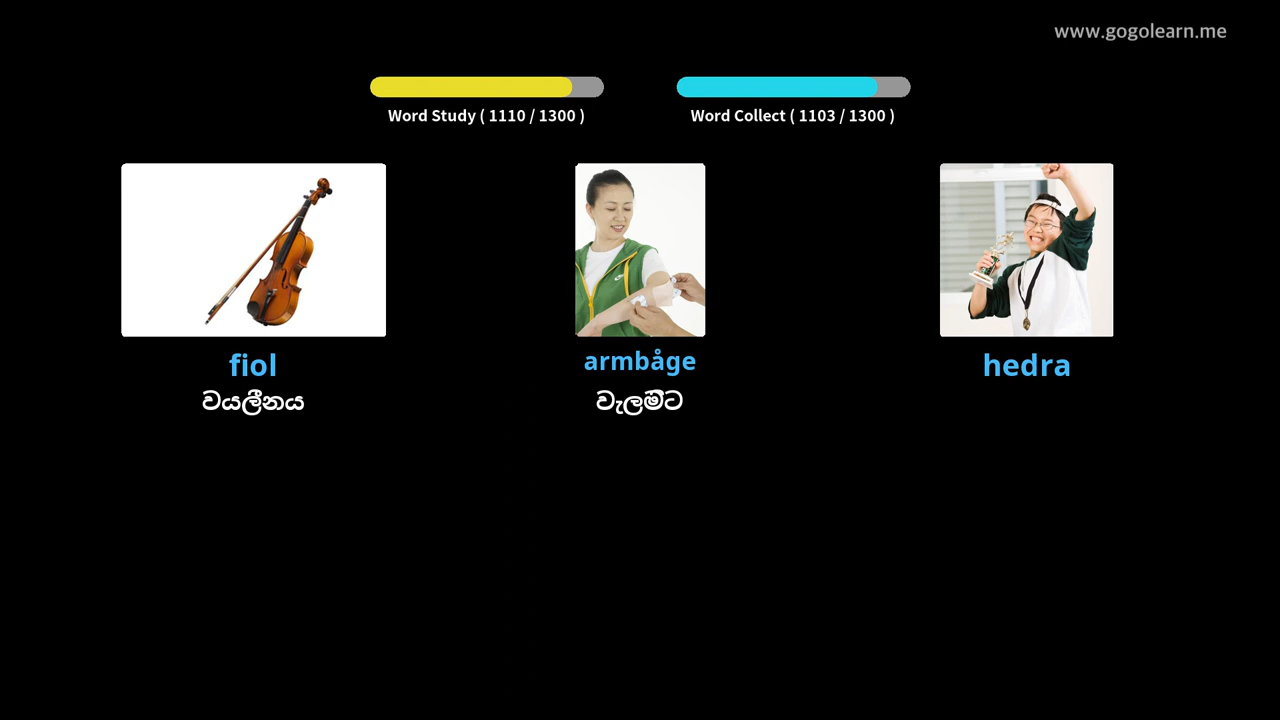 www.gogolearn.me
Word Study ( 1110 / 1300 )
Word Collect ( 1103 / 1300 )
fiol
armbåge
hedra
වයලීනය
වැලමිට